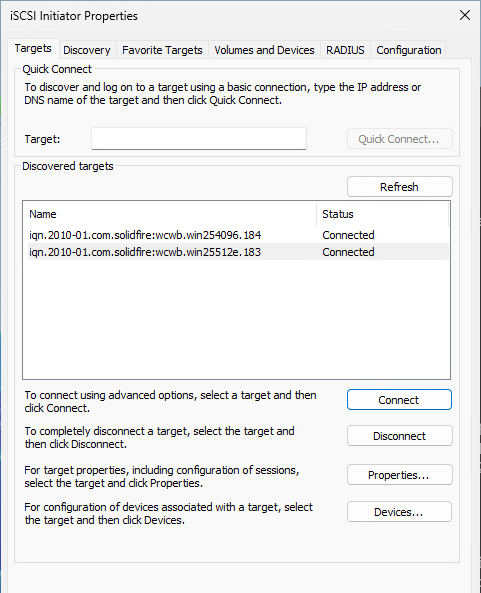 iSCSI Initiator Properties
Targets Discovery Favorite Targets Volumes and Devices RADIUS Configuration
Quick Connect
To discover and log on to a target using a basic connection, type the IP address or
DNS name of the target and then click Quick Connect.
Target:
Quick Connect...
Discovered targets
Refresh
Name Status
iqn.2010-01.com.solidfire:wcwb.win254096.184 Connected
iqn.2010-01.com.solidfire:wcwb.win25512e.183 Connected
To connect using advanced options, select a target and then
click Connect.
Connect
To completely disconnect a target, select the target and
then click Disconnect.
Disconnect
For target properties, including configuration of sessions,
select the target and click Properties.
Properties...
For configuration of devices associated with a target, select
the target and then click Devices.
Devices...